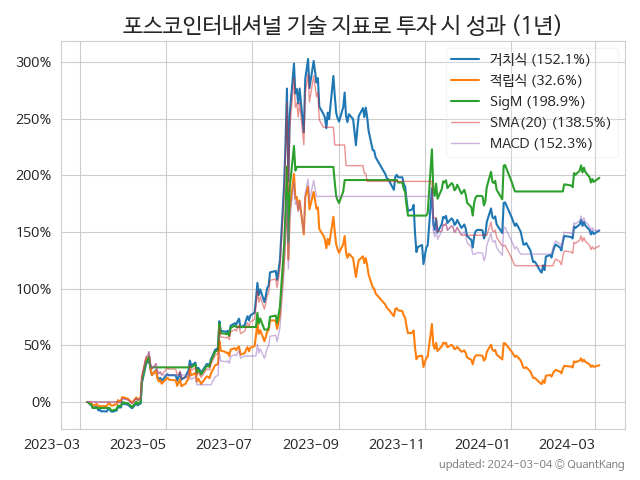 포스코인터내셔널 기술 지표로 투자 시 성과 (1년)
거치식 (152.1%)
적립식 (32.6%)
SigM (198.9%)
SMA(20) (138.5%)
MACD (152.3%)
300%
250%
200%
150%
100%
50%
0%
2023-03 2023-05 2023-07 2023-09 2023-11 2024-01 2024-03
updated: 2024-03-04 © QuantKang